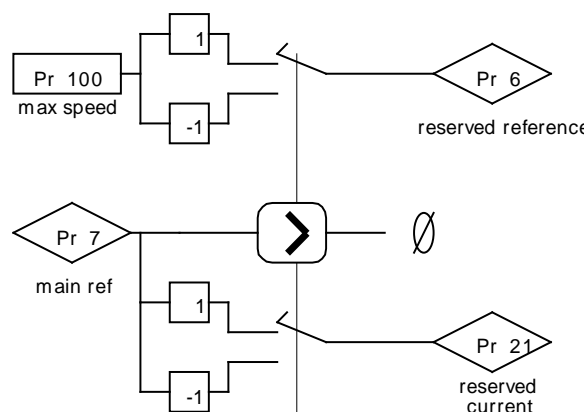 1
Pr 100
Pr 6
max speed
-1
reserved reference
Pr 7
>
0
main ref
1
Pr 21
-1
reserved
current